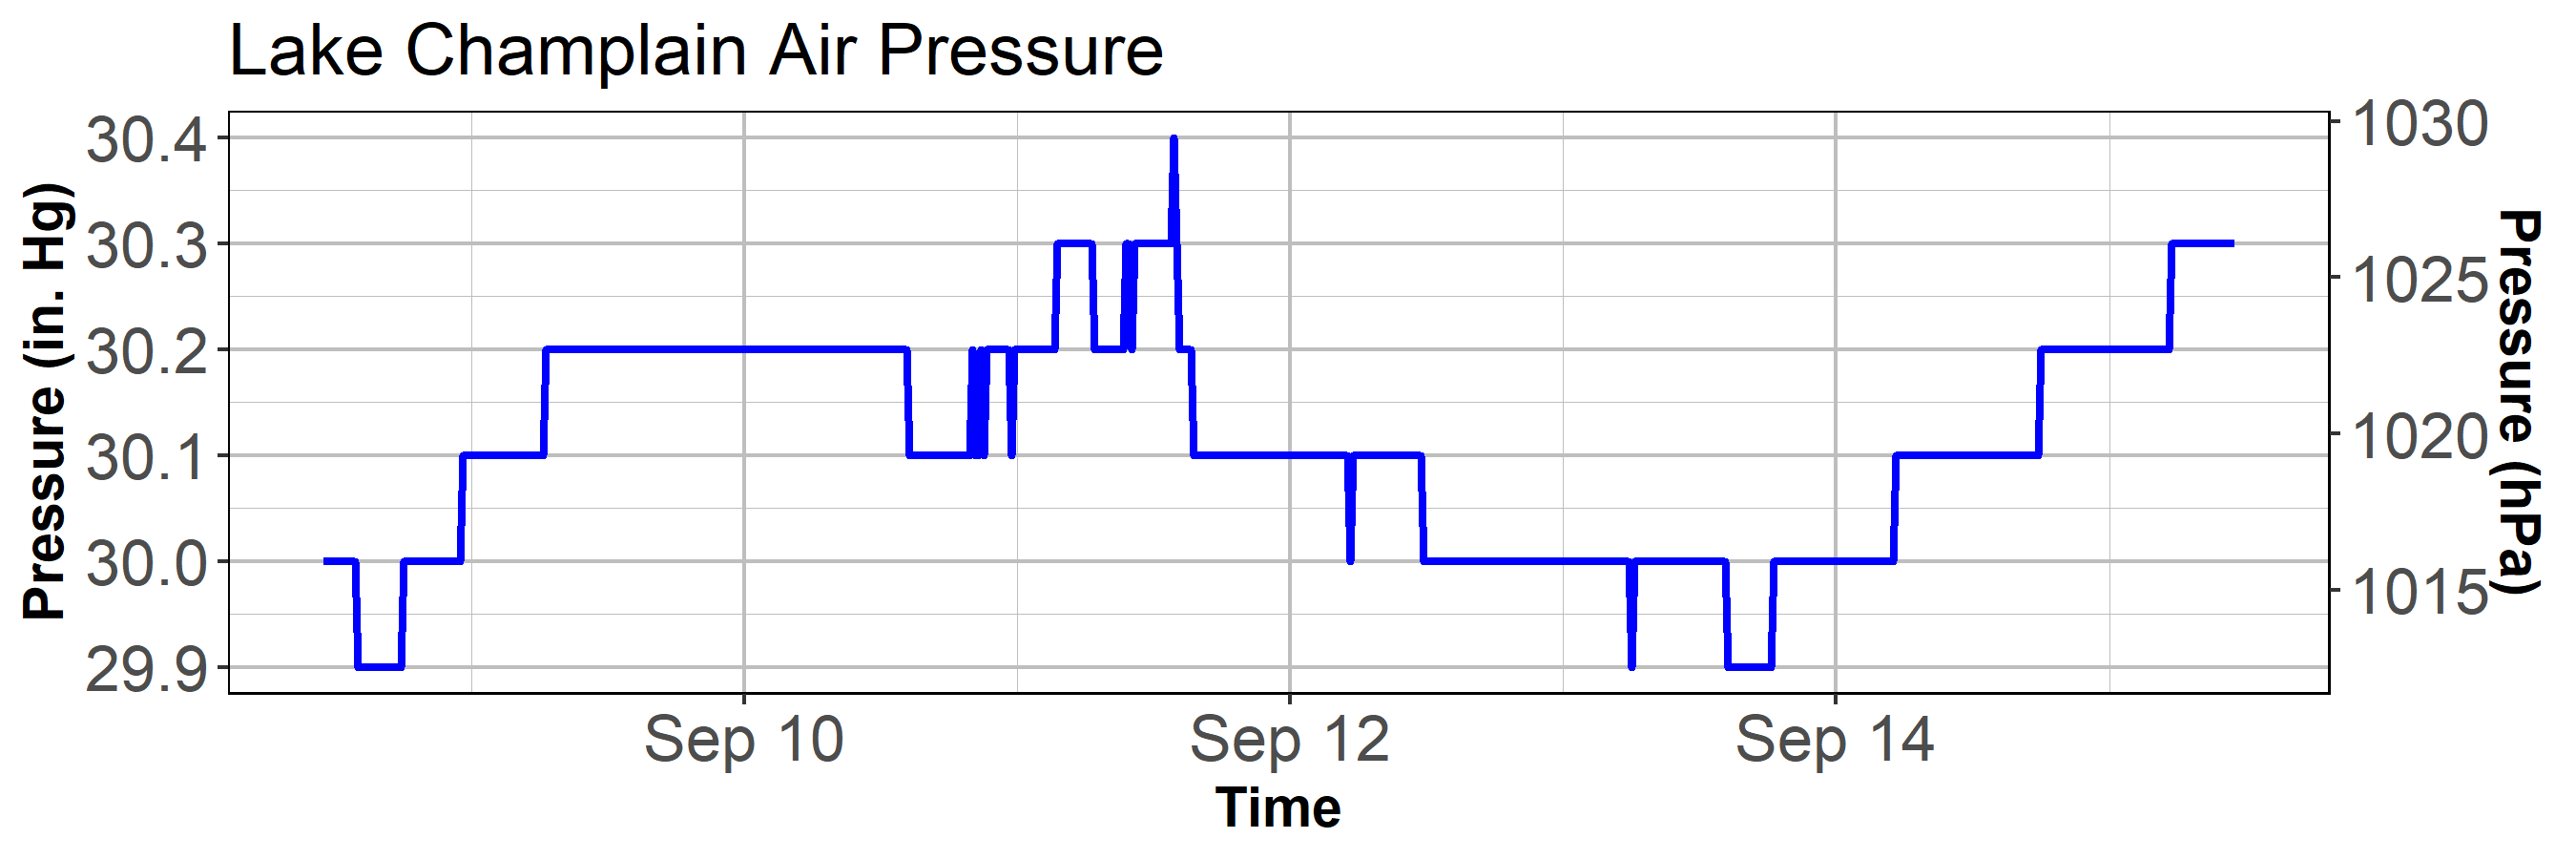 Lake Champlain Air Pressure
Pressure (in. Hg)
30.4
30.3
30.2
30.1
30.0
29.9
1030
1025
1020
1015
Pressure (hPa)
Sep 10
Sep 12
Sep 14
Time